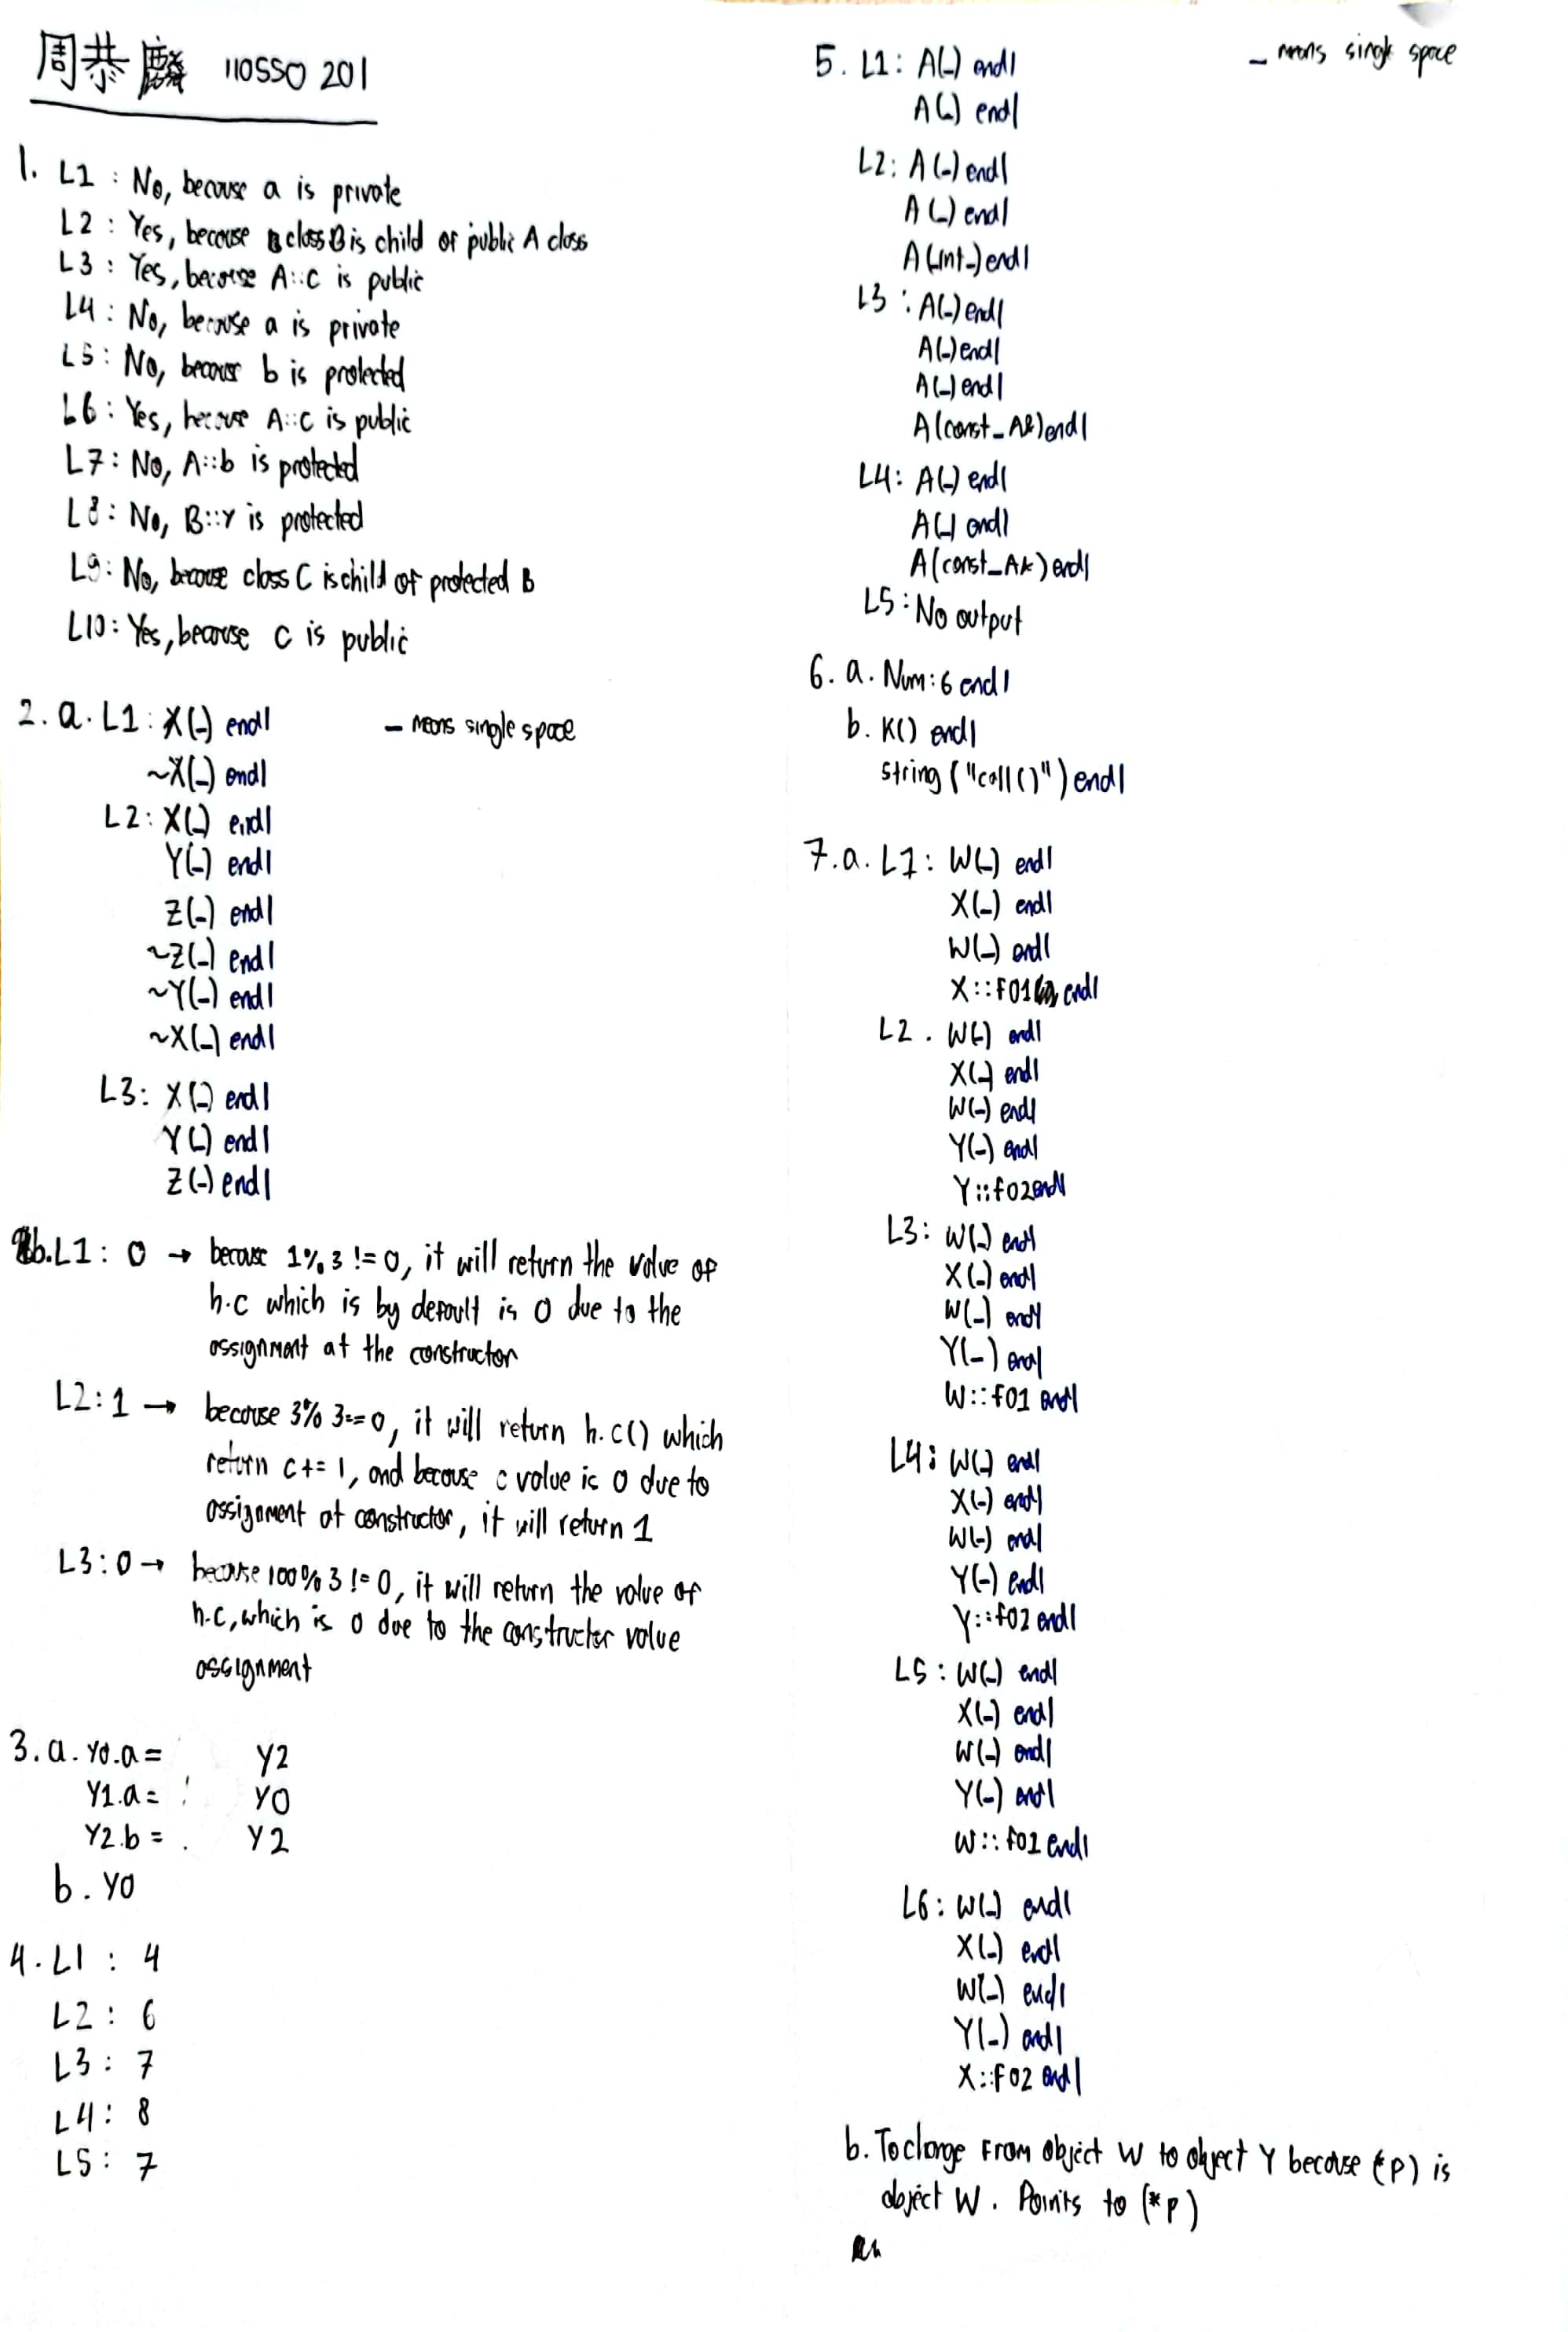 周恭麒 110550201
1. L1 : No, because a is private
L2 : Yes, because class B is child of public A class
L3 : Yes, because A::C is public
L4 : No, because a is private
L5 : No, because b is protected
L6 : Yes, because A::C is public
L7 : No, A::b is protected
L8 : No, B::Y is protected
L9 : No, because class C is child of protected B
L10 : Yes, because c is public
2. a. L1 : X(_) endl
_ means single space
~X(_) endl
L2 : X(_) endl
Y(_) endl
Z(_) endl
~Z(_) endl
~Y(_) endl
~X(_) endl
L3 : X(_) endl
Y(_) endl
Z(_) endl
b. L1 : 0 → because 1%3 != 0, it will return the value of
h.c which is by default is 0 due to the
assignment at the constructor
L2 : 1 → because 3%3==0, it will return h.c() which
return c+=1, and because c value is 0 due to
assignment at constructor, it will return 1
L3 : 0 → because 100%3 != 0, it will return the value of
h.c, which is 0 due to the constructor value
assignment
3. a. Y0.a = Y2
Y1.a = Y0
Y2.b = Y2
b. Y0
4. L1 : 4
L2 : 6
L3 : 7
L4 : 8
L5 : 7
5. L1 : A(_) endl
_ means single space
A(_) endl
L2 : A(_) endl
A(_) endl
A(_int_) endl
L3 : A(_) endl
A(_) endl
A(_) endl
A(const_A&) endl
L4 : A(_) endl
A(_) endl
A(const_A&) endl
L5 : No output
6. a. Num:6 endl
b. K() endl
string("call()") endl
7. a. L1 : W(_) endl
X(_) endl
W(_) endl
X::f01 endl
L2 . W(_) endl
X(_) endl
W(_) endl
Y(_) endl
Y::f02 endl
L3 : W(_) endl
X(_) endl
W(_) endl
Y(_) endl
W::f01 endl
L4 : W(_) endl
X(_) endl
W(_) endl
Y(_) endl
Y::f02 endl
L5 : W(_) endl
X(_) endl
W(_) endl
Y(_) endl
W::f01 endl
L6 : W(_) endl
X(_) endl
W(_) endl
Y(_) endl
X::f02 endl
b. To change from object W to object Y because (*p) is
object W. Points to (*p)